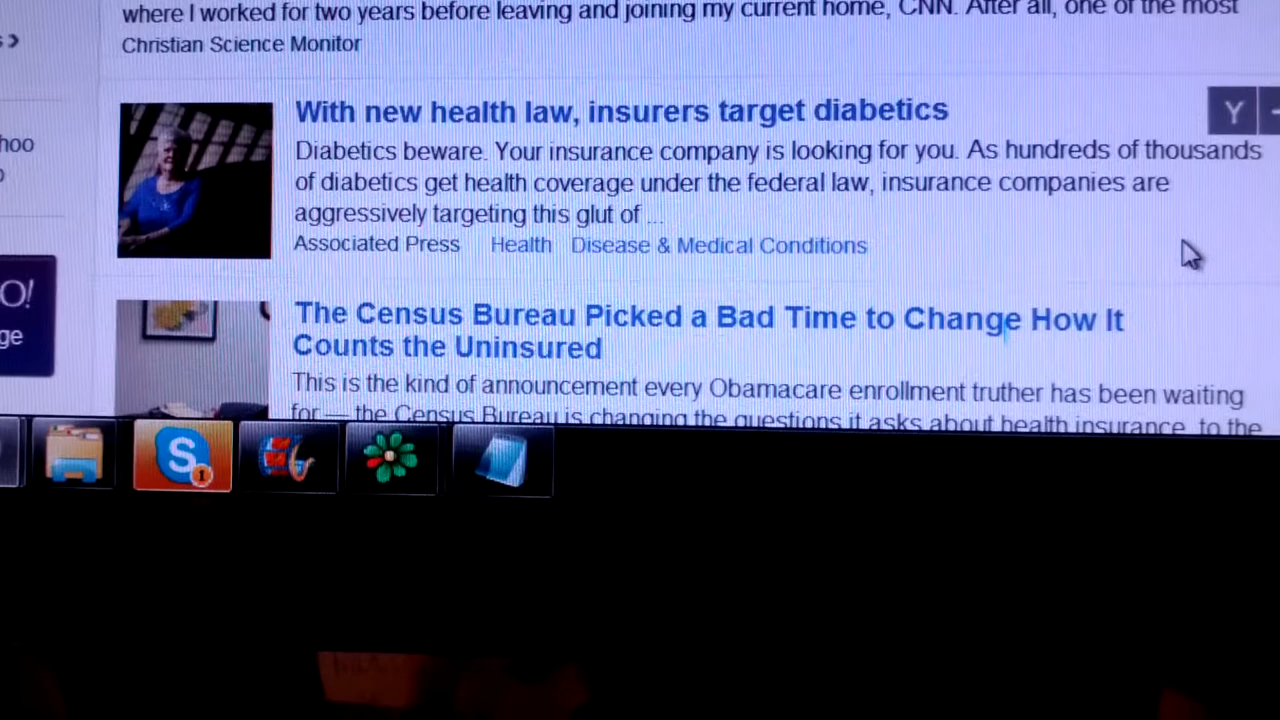 where I worked for two years before leaving and joining my current home, CNN. After all, one of the most
Christian Science Monitor
With new health law, insurers target diabetics
Y
hoo
Diabetics beware. Your insurance company is looking for you. As hundreds of thousands
of diabetics get health coverage under the federal law, insurance companies are
aggressively targeting this glut of ...
Associated Press Health Disease & Medical Conditions
O!
ge
The Census Bureau Picked a Bad Time to Change How It
Counts the Uninsured
This is the kind of announcement every Obamacare enrollment truther has been waiting
for — the Census Bureau is changing the questions it asks about health insurance, to the
S
1